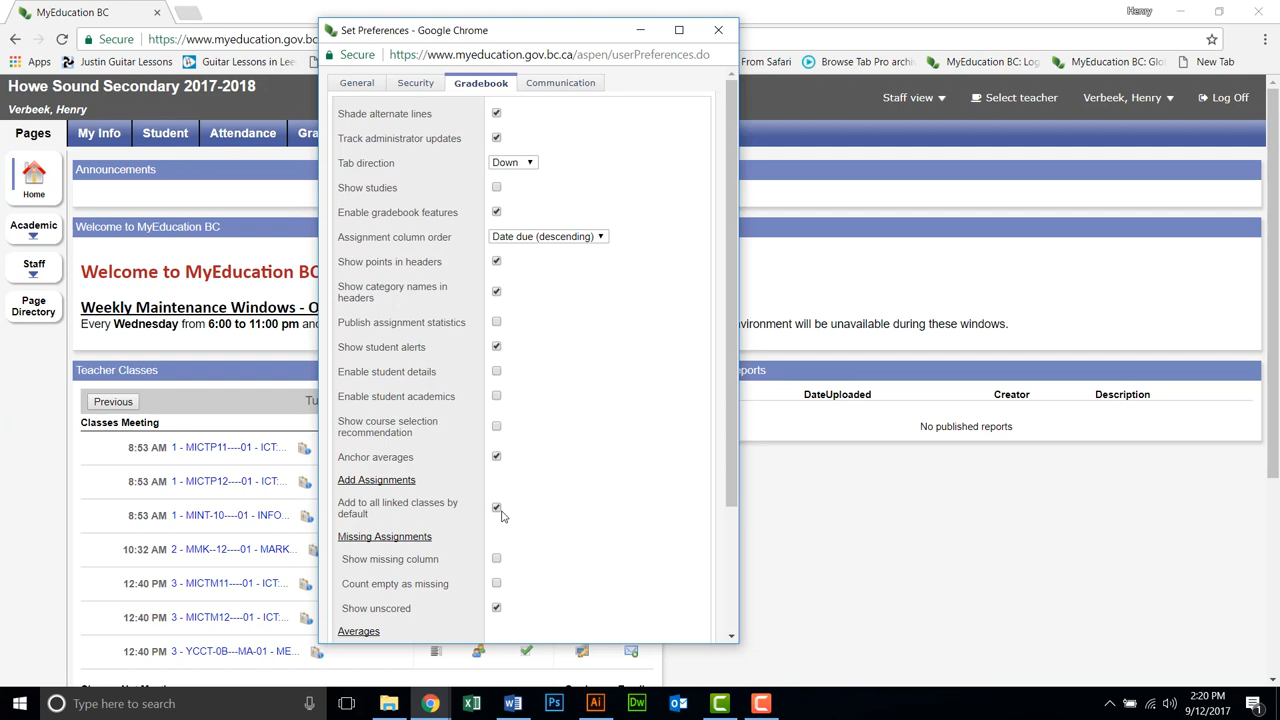 MyEducation BC
Henry
Set Preferences - Google Chrome
Secure
https://www.myeducation.gov.bc.
Secure
https://www.myeducation.gov.bc.ca/aspen/userPreferences.do
Apps
Justin Guitar Lessons
Guitar Lessons in Lee
From Safari
Browse Tab Pro archi
MyEducation BC: Log
MyEducation BC: Glo
New Tab
Howe Sound Secondary 2017-2018
Verbeek, Henry
Staff view
Select teacher
Verbeek, Henry
Log Off
Pages
My Info
Student
Attendance
Gra
Home
Academic
Staff
Page
Directory
Announcements
Welcome to MyEducation BC
Welcome to MyEducation BC
Weekly Maintenance Windows - O
Every Wednesday from 6:00 to 11:00 pm and
vironment will be unavailable during these windows.
Teacher Classes
Previous
Tu
Classes Meeting
8:53 AM 1 - MICTP11----01 - ICT:...
8:53 AM 1 - MICTP12----01 - ICT:...
8:53 AM 1 - MINT-10----01 - INFO...
10:32 AM 2 - MMK--12----01 - MARK...
12:40 PM 3 - MICTM11----01 - ICT:...
12:40 PM 3 - MICTM12----01 - ICT:...
12:40 PM 3 - YCCT-0B---MA-01 - ME...
General
Security
Gradebook
Communication
Shade alternate lines
Track administrator updates
Tab direction
Down
Show studies
Enable gradebook features
Assignment column order
Date due (descending)
Show points in headers
Show category names in
headers
Publish assignment statistics
Show student alerts
Enable student details
Enable student academics
Show course selection
recommendation
Anchor averages
Add Assignments
Add to all linked classes by
default
Missing Assignments
Show missing column
Count empty as missing
Show unscored
Averages
eports
DateUploaded
Creator
Description
No published reports
Type here to search
2:20 PM
9/12/2017